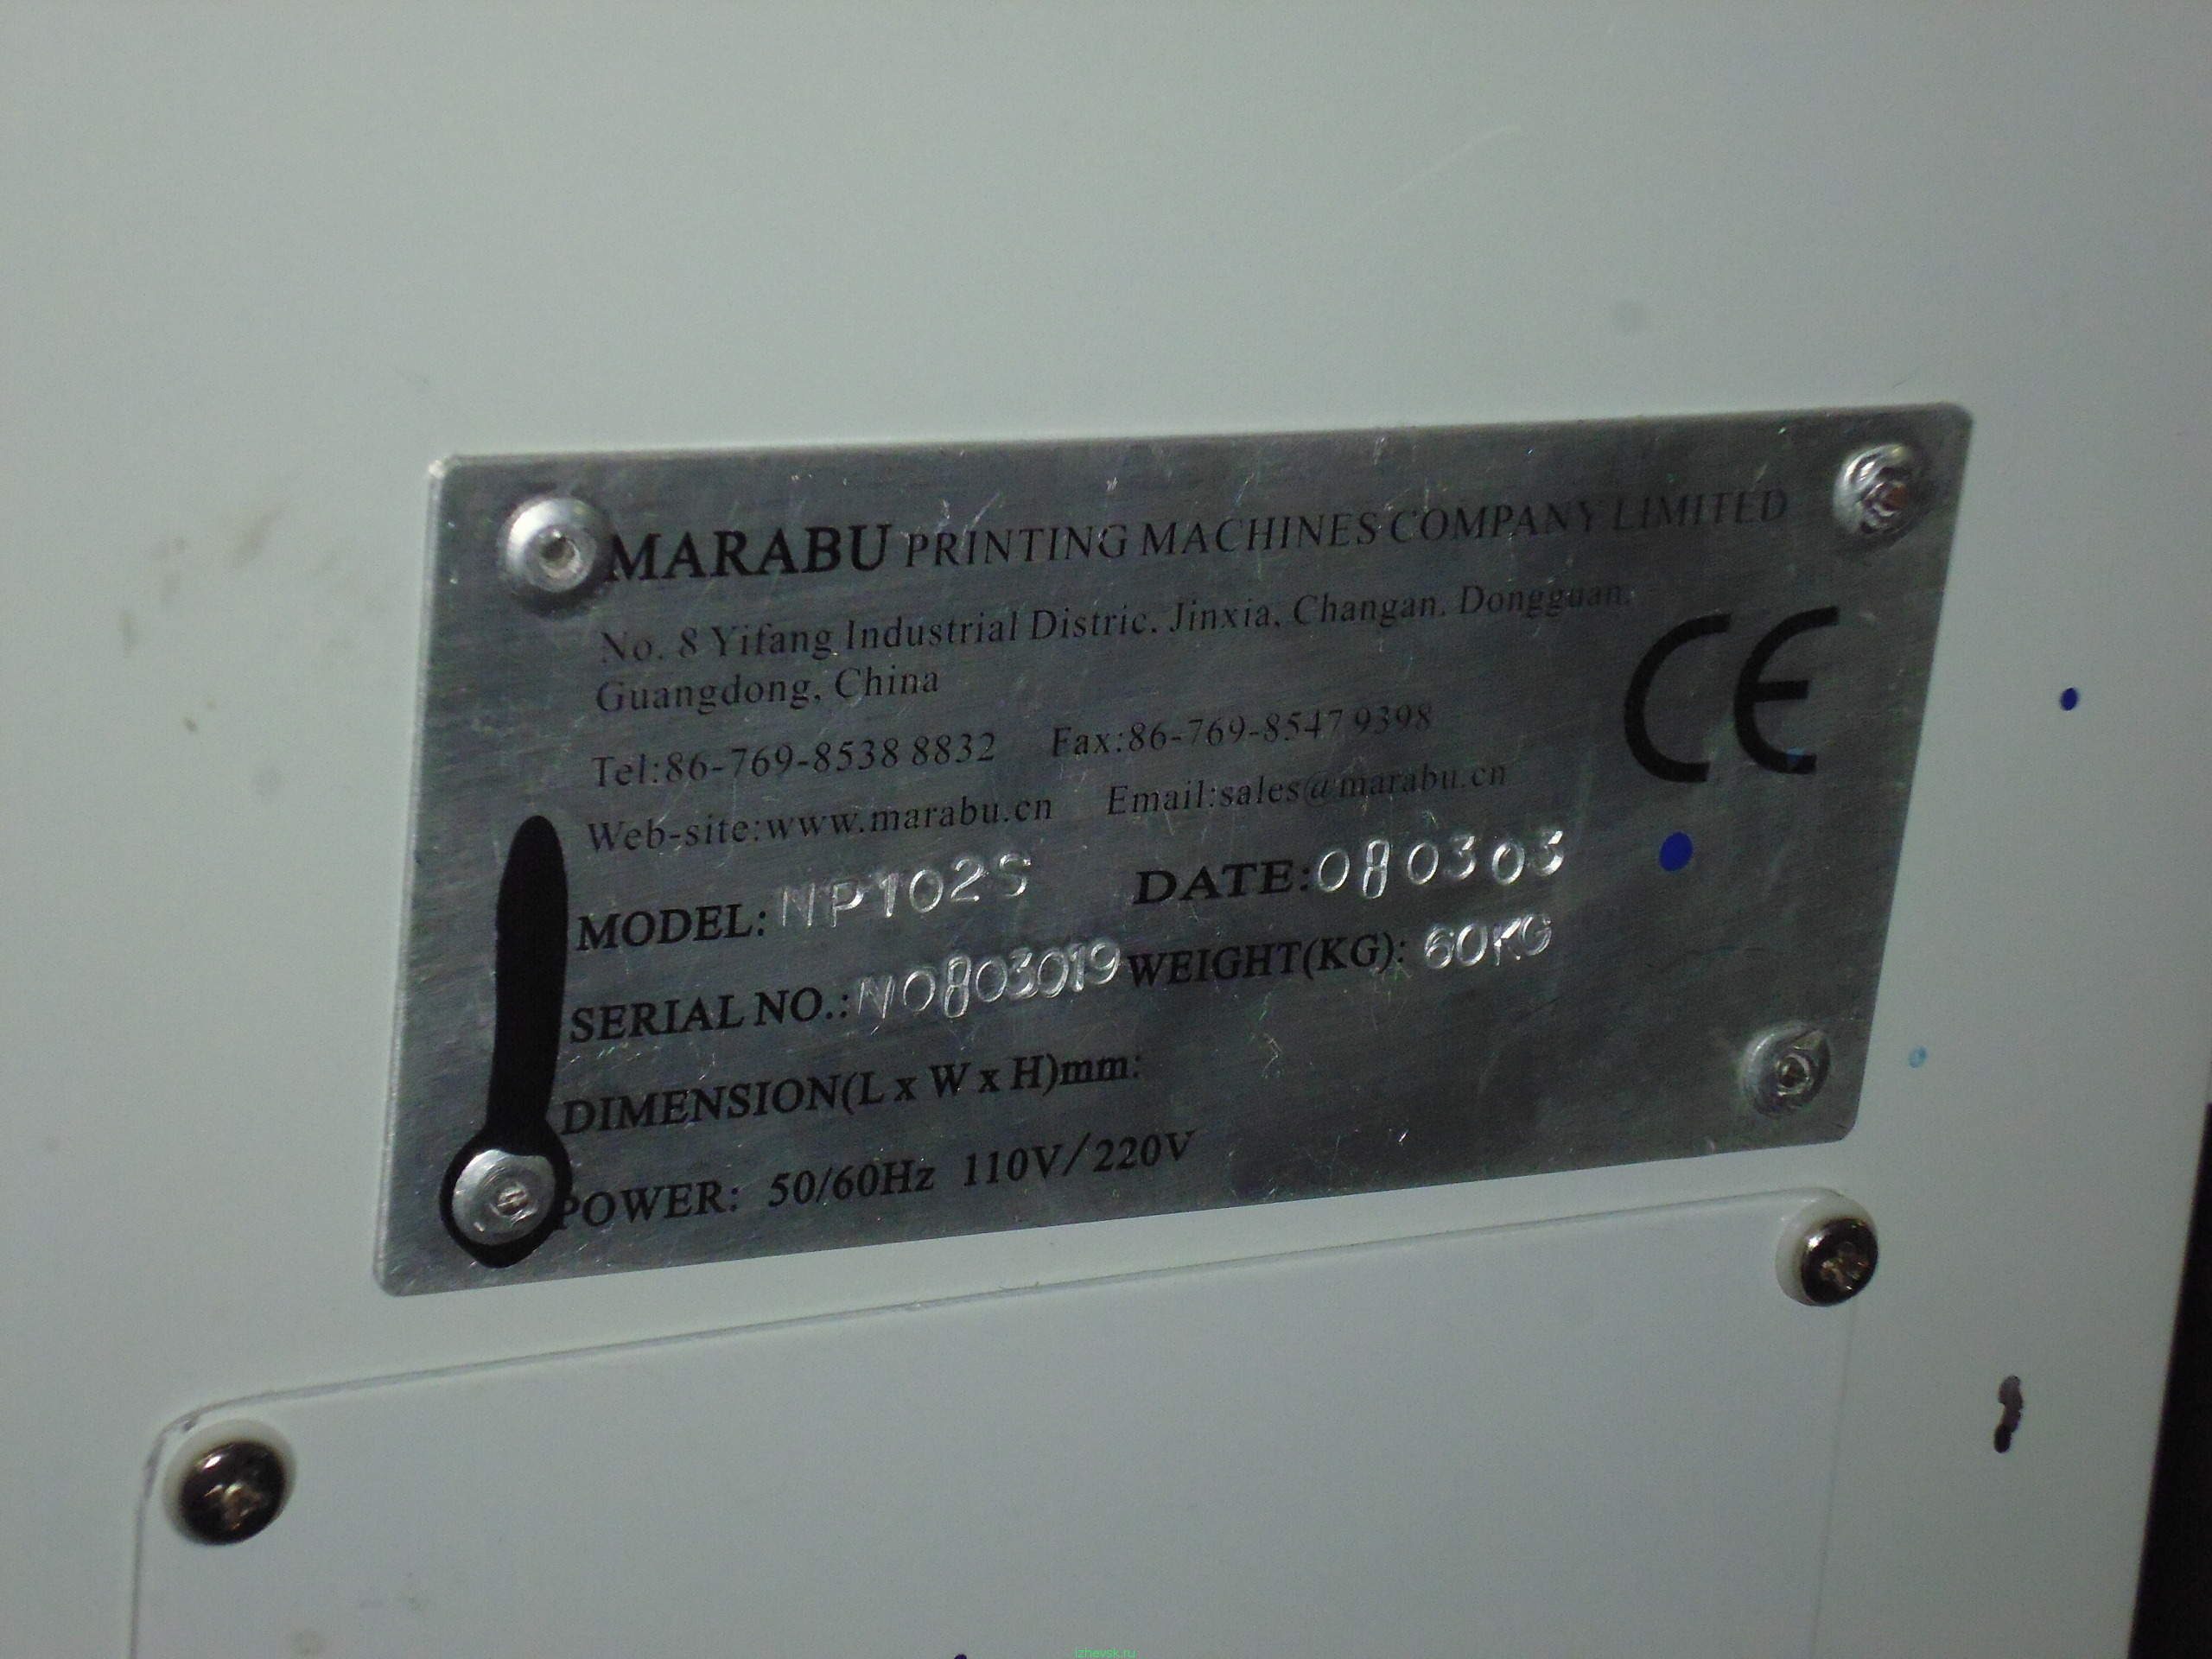 MARABU PRINTING MACHINES COMPANY LIMITED
No. 8 Yifang Industrial Distric. Jinxia, Changan. Dongguan,
Guangdong, China
Tel:86-769-8538 8832 Fax:86-769-8547 9398
Web-site:www.marabu.cn Email:sales@marabu.cn
CE
MODEL: NP102S DATE: 080303
SERIAL NO.: N0803019 WEIGHT(KG): 60KG
DIMENSION(L x W x H)mm:
POWER: 50/60Hz 110V/220V
izhevsk.ru